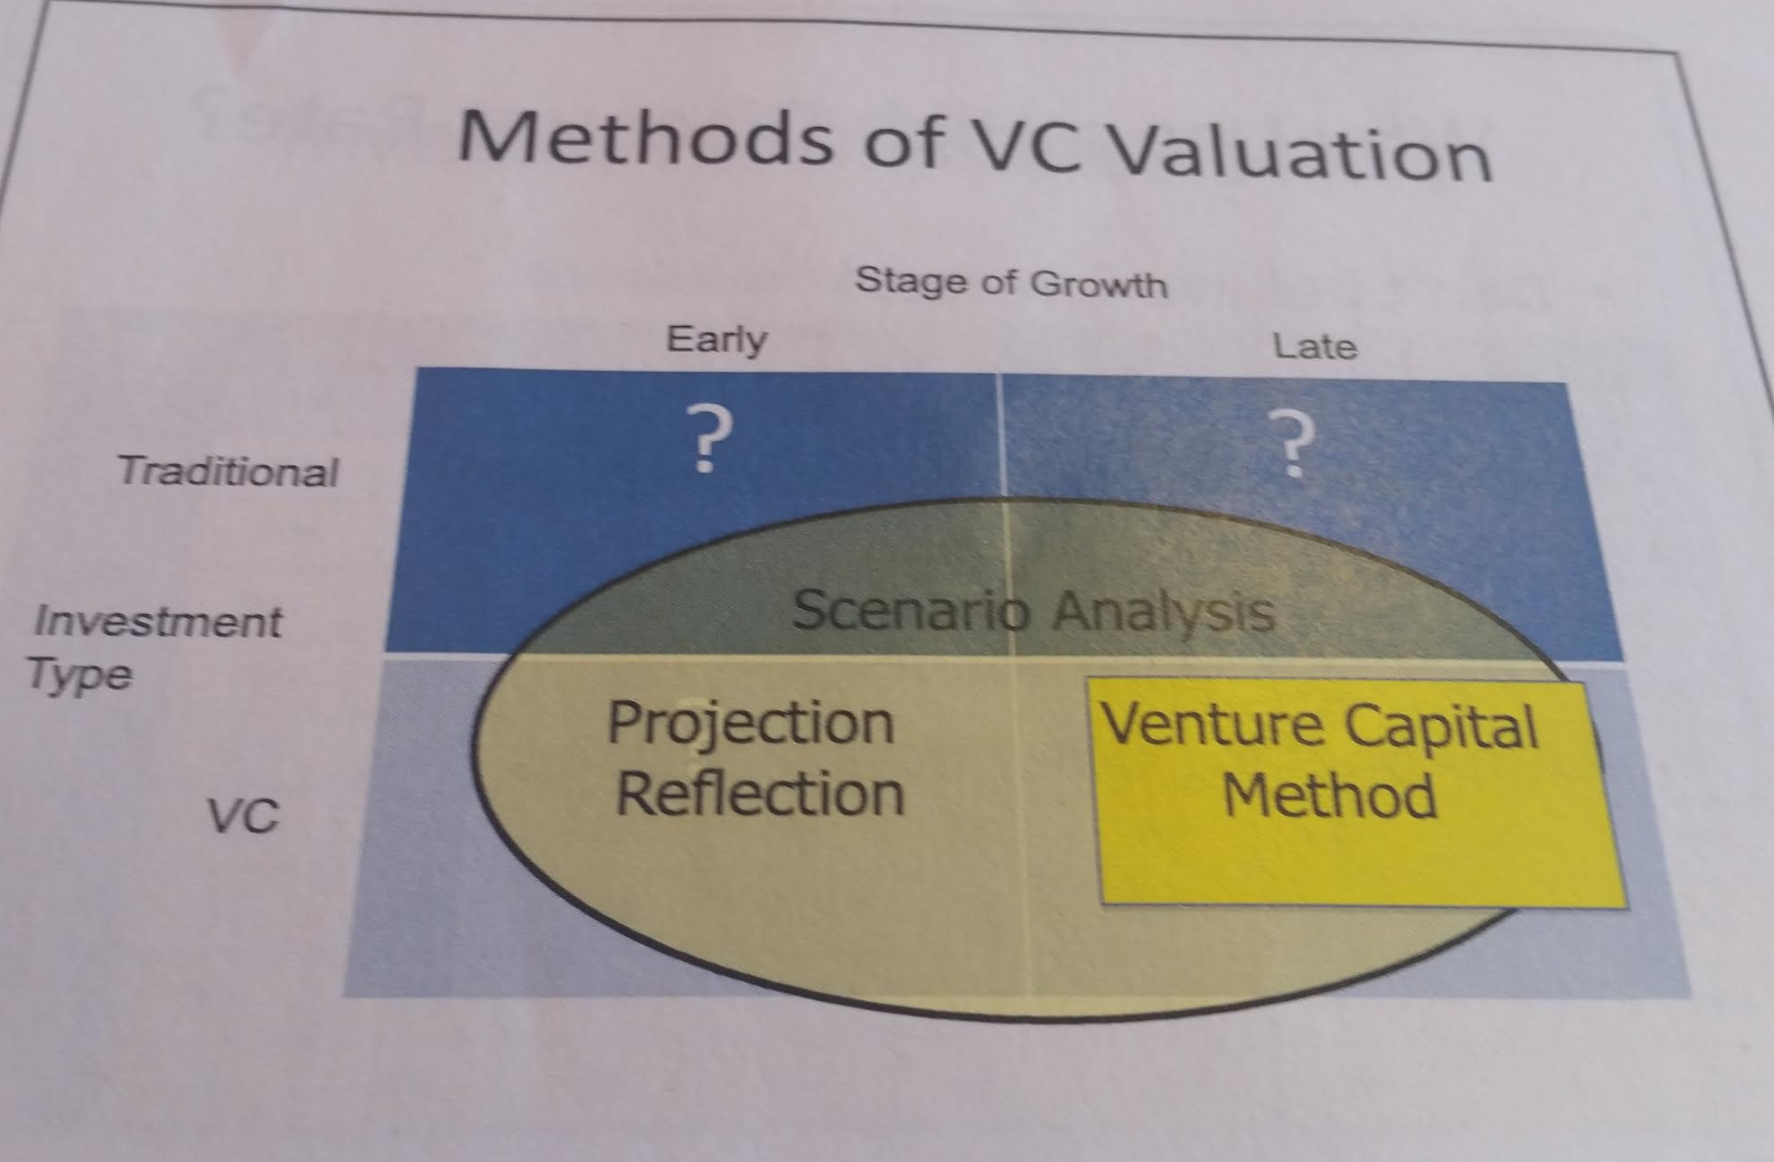 Methods of VC Valuation
Stage of Growth
Early
Late
Traditional
?
?
Scenario Analysis
Investment
Type
Projection
Reflection
Venture Capital
Method
VC